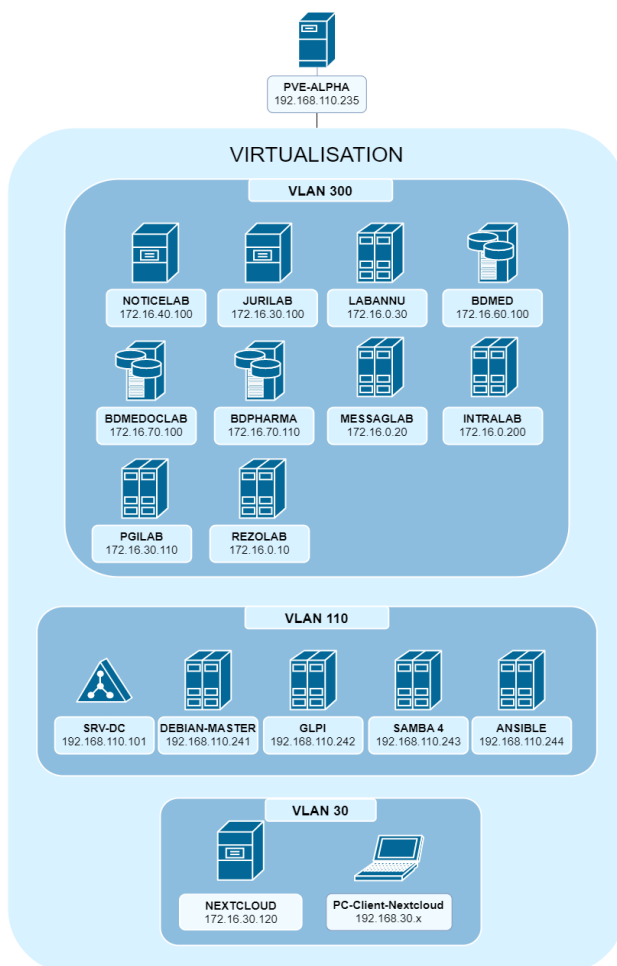 PVE-ALPHA
192.168.110.235
VIRTUALISATION
VLAN 300
NOTICELAB
172.16.40.100
JURILAB
172.16.30.100
LABANNU
172.16.0.30
BDMED
172.16.60.100
BDMEDOCLAB
172.16.70.100
BDPHARMA
172.16.70.110
MESSAGLAB
172.16.0.20
INTRALAB
172.16.0.200
PGILAB
172.16.30.110
REZOLAB
172.16.0.10
VLAN 110
SRV-DC
192.168.110.101
DEBIAN-MASTER
192.168.110.241
GLPI
192.168.110.242
SAMBA 4
192.168.110.243
ANSIBLE
192.168.110.244
VLAN 30
NEXTCLOUD
172.16.30.120
PC-Client-Nextcloud
192.168.30.x